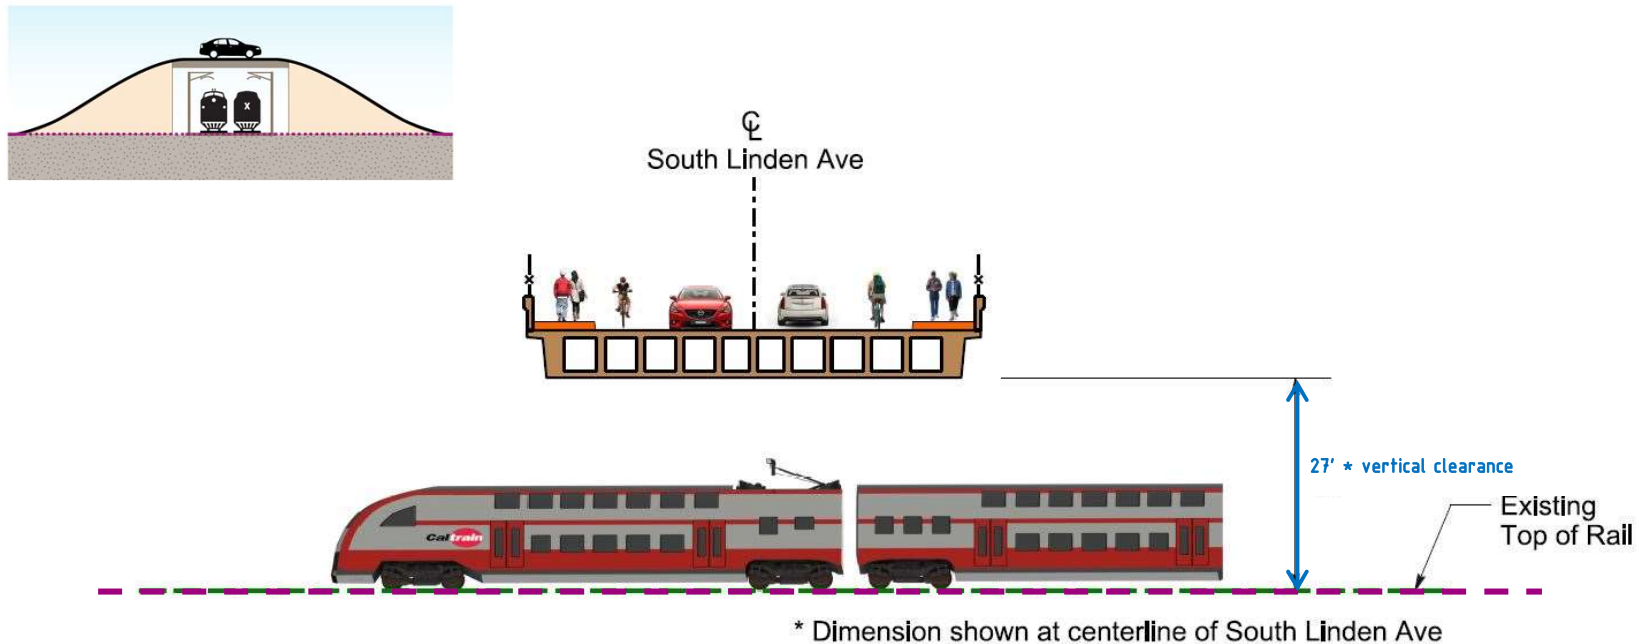 X
℄
South Linden Ave
27' * vertical clearance
Existing
Top of Rail
Caltrain
* Dimension shown at centerline of South Linden Ave